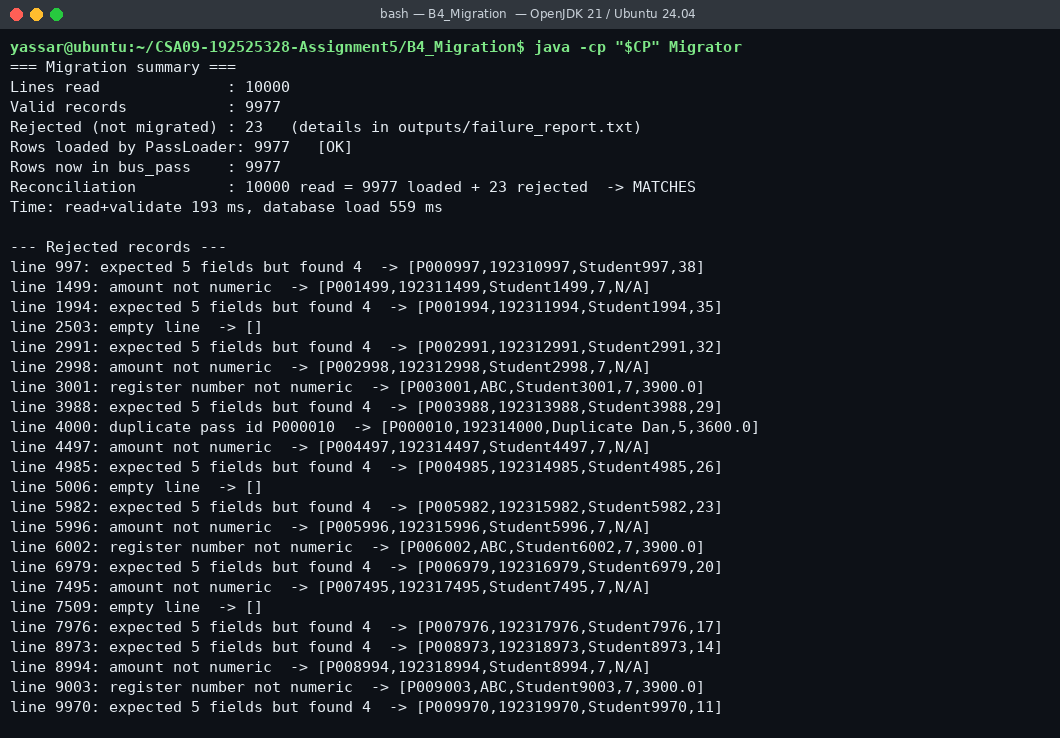 bash — B4_Migration — OpenJDK 21 / Ubuntu 24.04
yassar@ubuntu:~/CSA09-192525328-Assignment5/B4_Migration$ java -cp "$CP" Migrator
=== Migration summary ===
Lines read              : 10000
Valid records           : 9977
Rejected (not migrated) : 23   (details in outputs/failure_report.txt)
Rows loaded by PassLoader: 9977   [OK]
Rows now in bus_pass    : 9977
Reconciliation          : 10000 read = 9977 loaded + 23 rejected  -> MATCHES
Time: read+validate 193 ms, database load 559 ms

--- Rejected records ---
line 997: expected 5 fields but found 4  -> [P000997,192310997,Student997,38]
line 1499: amount not numeric  -> [P001499,192311499,Student1499,7,N/A]
line 1994: expected 5 fields but found 4  -> [P001994,192311994,Student1994,35]
line 2503: empty line  -> []
line 2991: expected 5 fields but found 4  -> [P002991,192312991,Student2991,32]
line 2998: amount not numeric  -> [P002998,192312998,Student2998,7,N/A]
line 3001: register number not numeric  -> [P003001,ABC,Student3001,7,3900.0]
line 3988: expected 5 fields but found 4  -> [P003988,192313988,Student3988,29]
line 4000: duplicate pass id P000010  -> [P000010,192314000,Duplicate Dan,5,3600.0]
line 4497: amount not numeric  -> [P004497,192314497,Student4497,7,N/A]
line 4985: expected 5 fields but found 4  -> [P004985,192314985,Student4985,26]
line 5006: empty line  -> []
line 5982: expected 5 fields but found 4  -> [P005982,192315982,Student5982,23]
line 5996: amount not numeric  -> [P005996,192315996,Student5996,7,N/A]
line 6002: register number not numeric  -> [P006002,ABC,Student6002,7,3900.0]
line 6979: expected 5 fields but found 4  -> [P006979,192316979,Student6979,20]
line 7495: amount not numeric  -> [P007495,192317495,Student7495,7,N/A]
line 7509: empty line  -> []
line 7976: expected 5 fields but found 4  -> [P007976,192317976,Student7976,17]
line 8973: expected 5 fields but found 4  -> [P008973,192318973,Student8973,14]
line 8994: amount not numeric  -> [P008994,192318994,Student8994,7,N/A]
line 9003: register number not numeric  -> [P009003,ABC,Student9003,7,3900.0]
line 9970: expected 5 fields but found 4  -> [P009970,192319970,Student9970,11]